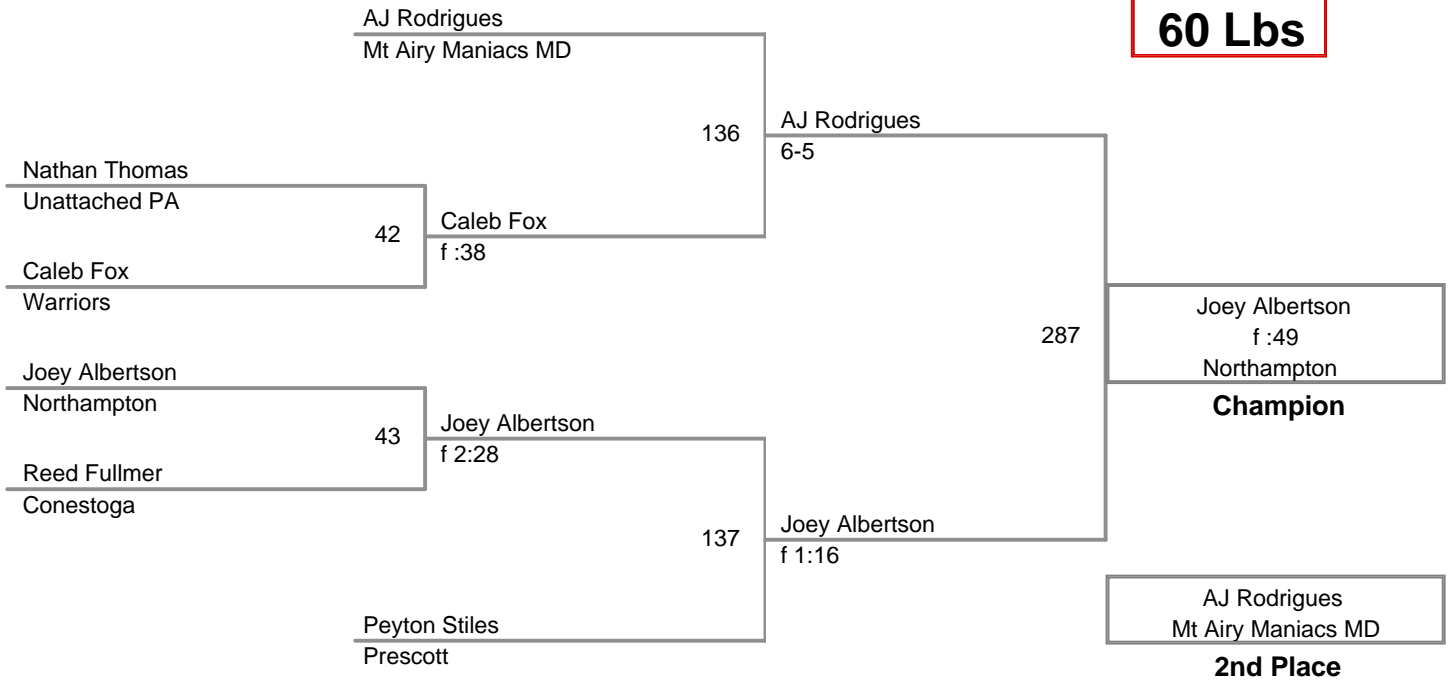 60 Lbs
AJ Rodrigues
Mt Airy Maniacs MD
136
AJ Rodrigues
6-5
Nathan Thomas
Unattached PA
42
Caleb Fox
f :38
Caleb Fox
Warriors
287
Joey Albertson
f :49
Northampton
Champion
Joey Albertson
Northampton
43
Joey Albertson
f 2:28
Reed Fullmer
Conestoga
137
Joey Albertson
f 1:16
Peyton Stiles
Prescott
AJ Rodrigues
Mt Airy Maniacs MD
2nd Place